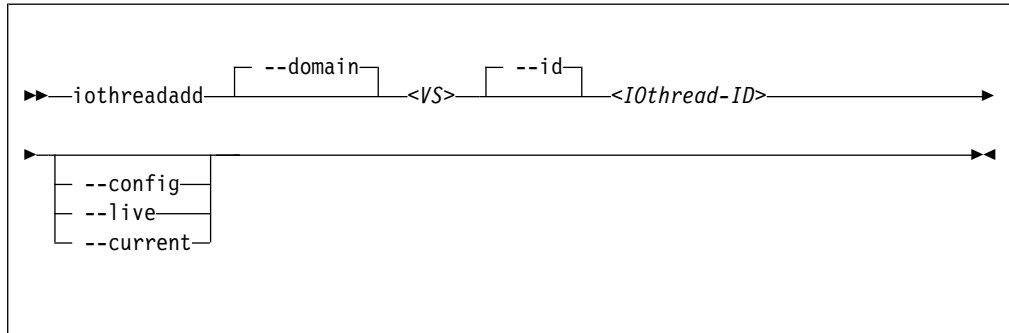 --domain --id
iothreadadd <VS> <IOthread-ID>
--config
--live
--current